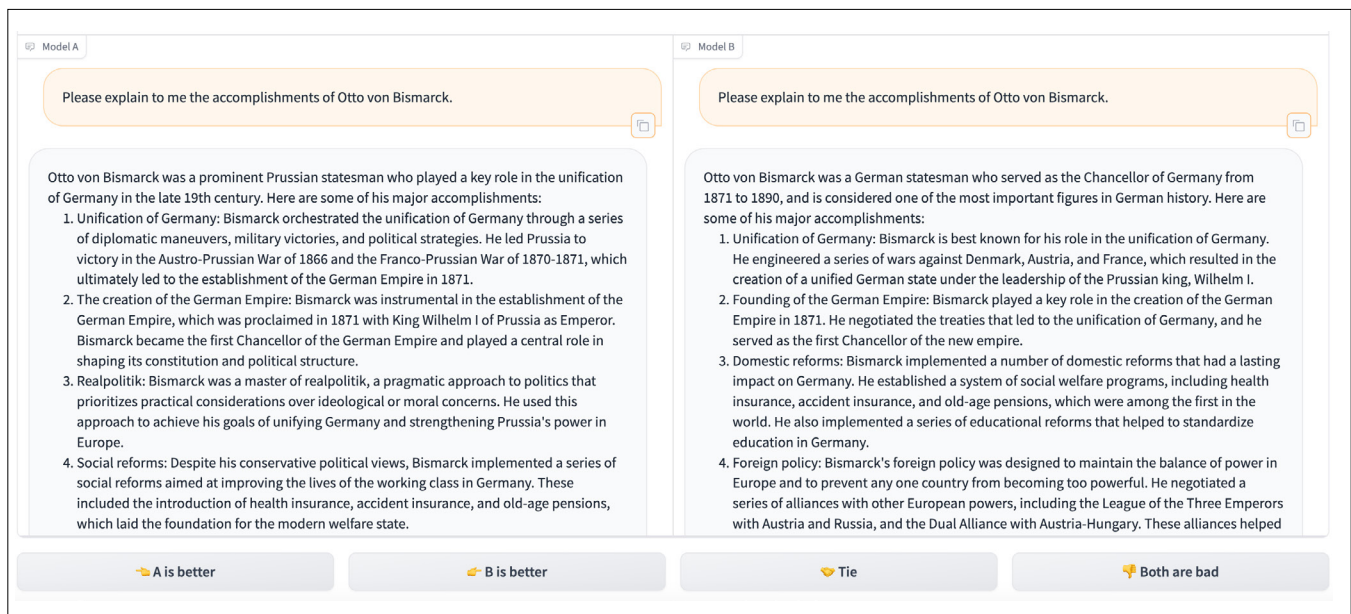 Model A
Please explain to me the accomplishments of Otto von Bismarck.
Otto von Bismarck was a prominent Prussian statesman who played a key role in the unification
of Germany in the late 19th century. Here are some of his major accomplishments:
1. Unification of Germany: Bismarck orchestrated the unification of Germany through a series
of diplomatic maneuvers, military victories, and political strategies. He led Prussia to
victory in the Austro-Prussian War of 1866 and the Franco-Prussian War of 1870-1871, which
ultimately led to the establishment of the German Empire in 1871.
2. The creation of the German Empire: Bismarck was instrumental in the establishment of the
German Empire, which was proclaimed in 1871 with King Wilhelm I of Prussia as Emperor.
Bismarck became the first Chancellor of the German Empire and played a central role in
shaping its constitution and political structure.
3. Realpolitik: Bismarck was a master of realpolitik, a pragmatic approach to politics that
prioritizes practical considerations over ideological or moral concerns. He used this
approach to achieve his goals of unifying Germany and strengthening Prussia's power in
Europe.
4. Social reforms: Despite his conservative political views, Bismarck implemented a series of
social reforms aimed at improving the lives of the working class in Germany. These
included the introduction of health insurance, accident insurance, and old-age pensions,
which laid the foundation for the modern welfare state.
Model B
Please explain to me the accomplishments of Otto von Bismarck.
Otto von Bismarck was a German statesman who served as the Chancellor of Germany from
1871 to 1890, and is considered one of the most important figures in German history. Here are
some of his major accomplishments:
1. Unification of Germany: Bismarck is best known for his role in the unification of Germany.
He engineered a series of wars against Denmark, Austria, and France, which resulted in the
creation of a unified German state under the leadership of the Prussian king, Wilhelm I.
2. Founding of the German Empire: Bismarck played a key role in the creation of the German
Empire in 1871. He negotiated the treaties that led to the unification of Germany, and he
served as the first Chancellor of the new empire.
3. Domestic reforms: Bismarck implemented a number of domestic reforms that had a lasting
impact on Germany. He established a system of social welfare programs, including health
insurance, accident insurance, and old-age pensions, which were among the first in the
world. He also implemented a series of educational reforms that helped to standardize
education in Germany.
4. Foreign policy: Bismarck's foreign policy was designed to maintain the balance of power in
Europe and to prevent any one country from becoming too powerful. He negotiated a
series of alliances with other European powers, including the League of the Three Emperors
with Austria and Russia, and the Dual Alliance with Austria-Hungary. These alliances helped
A is better
B is better
Tie
Both are bad